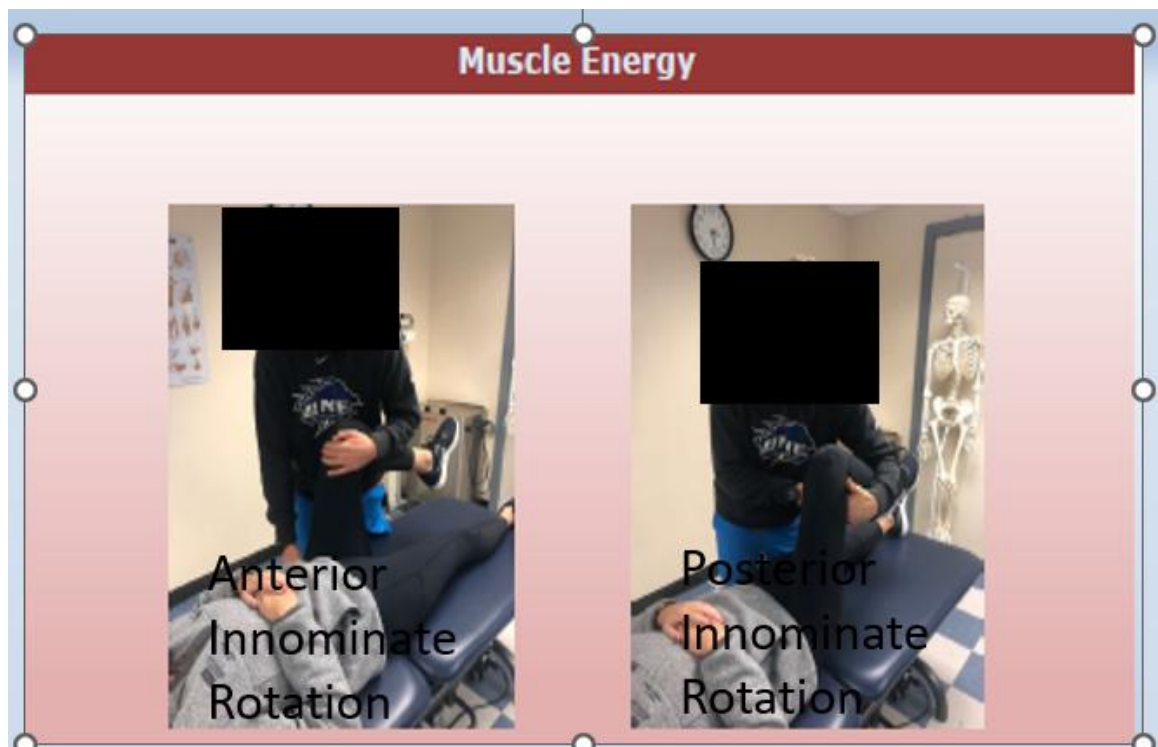 Muscle Energy
Anterior
Innominate
Rotation
Posterior
Innominate
Rotation